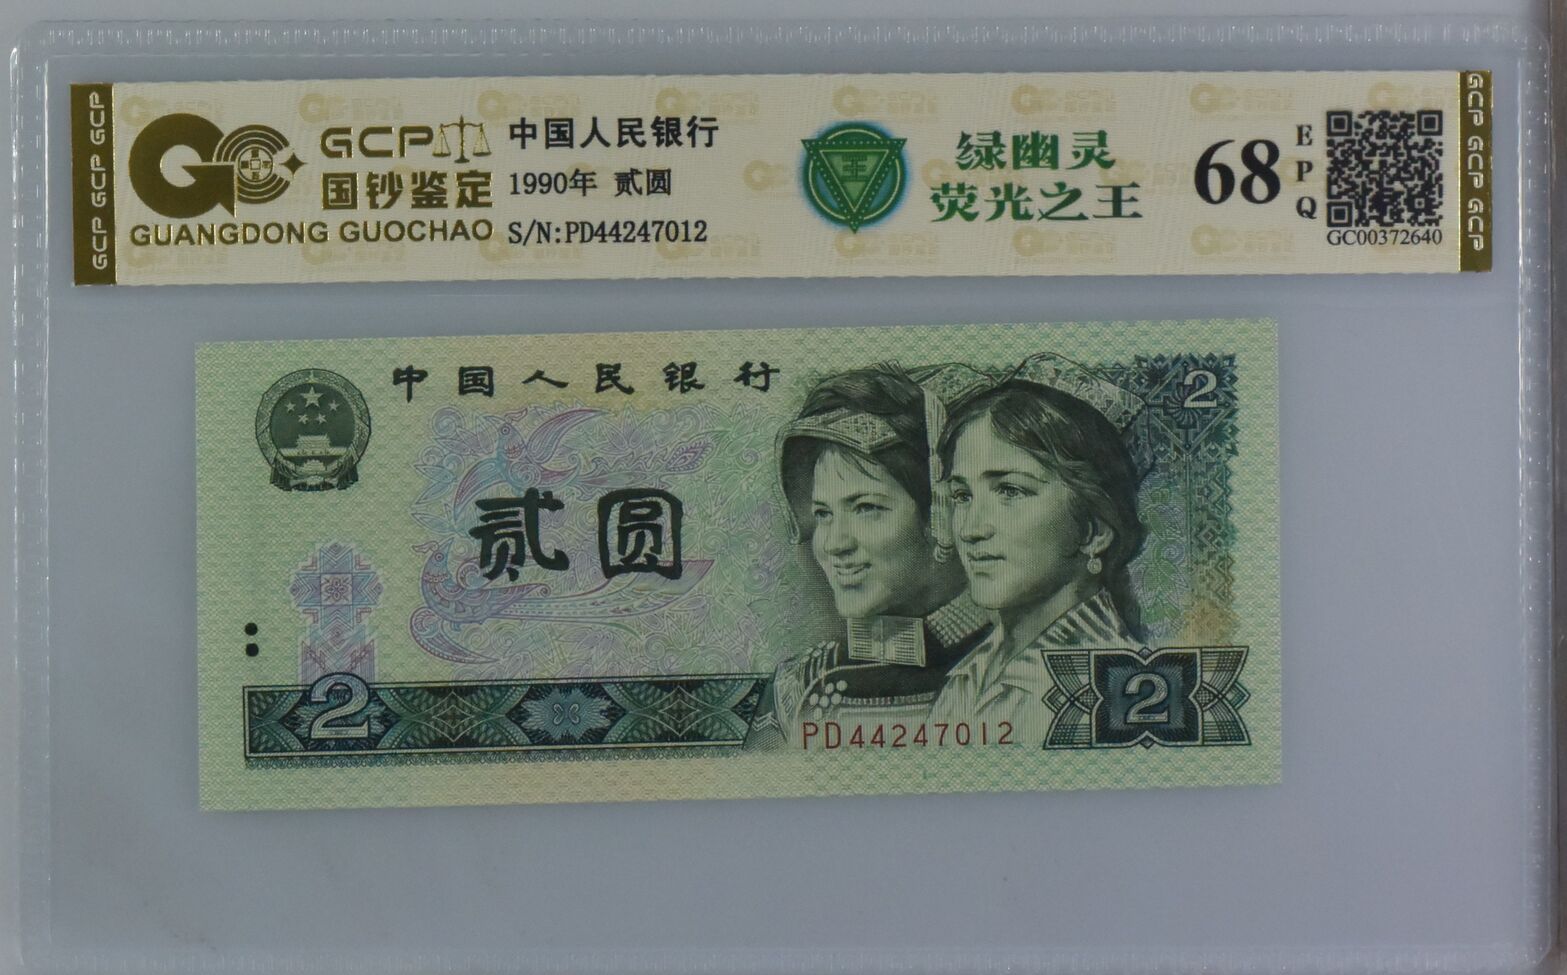 GCP GCP GCP
GCP
国钞鉴定
GUANGDONG GUOCHAO
中国人民银行
1990年 贰圆
S/N:PD44247012
王
绿幽灵
荧光之王
68
EPQ
GC00372640
GCP GCP GCP
中国人民银行
2
贰圆
2
2
PD44247012